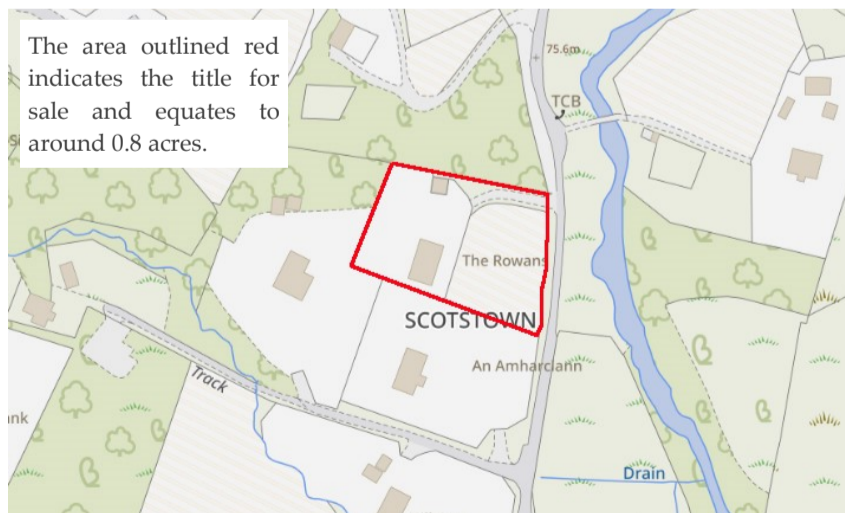 The area outlined red
indicates the title for
sale and equates to
around 0.8 acres.
75.6m
TCB
The Rowans
SCOTSTOWN
An Amharclann
Track
ank
Drain